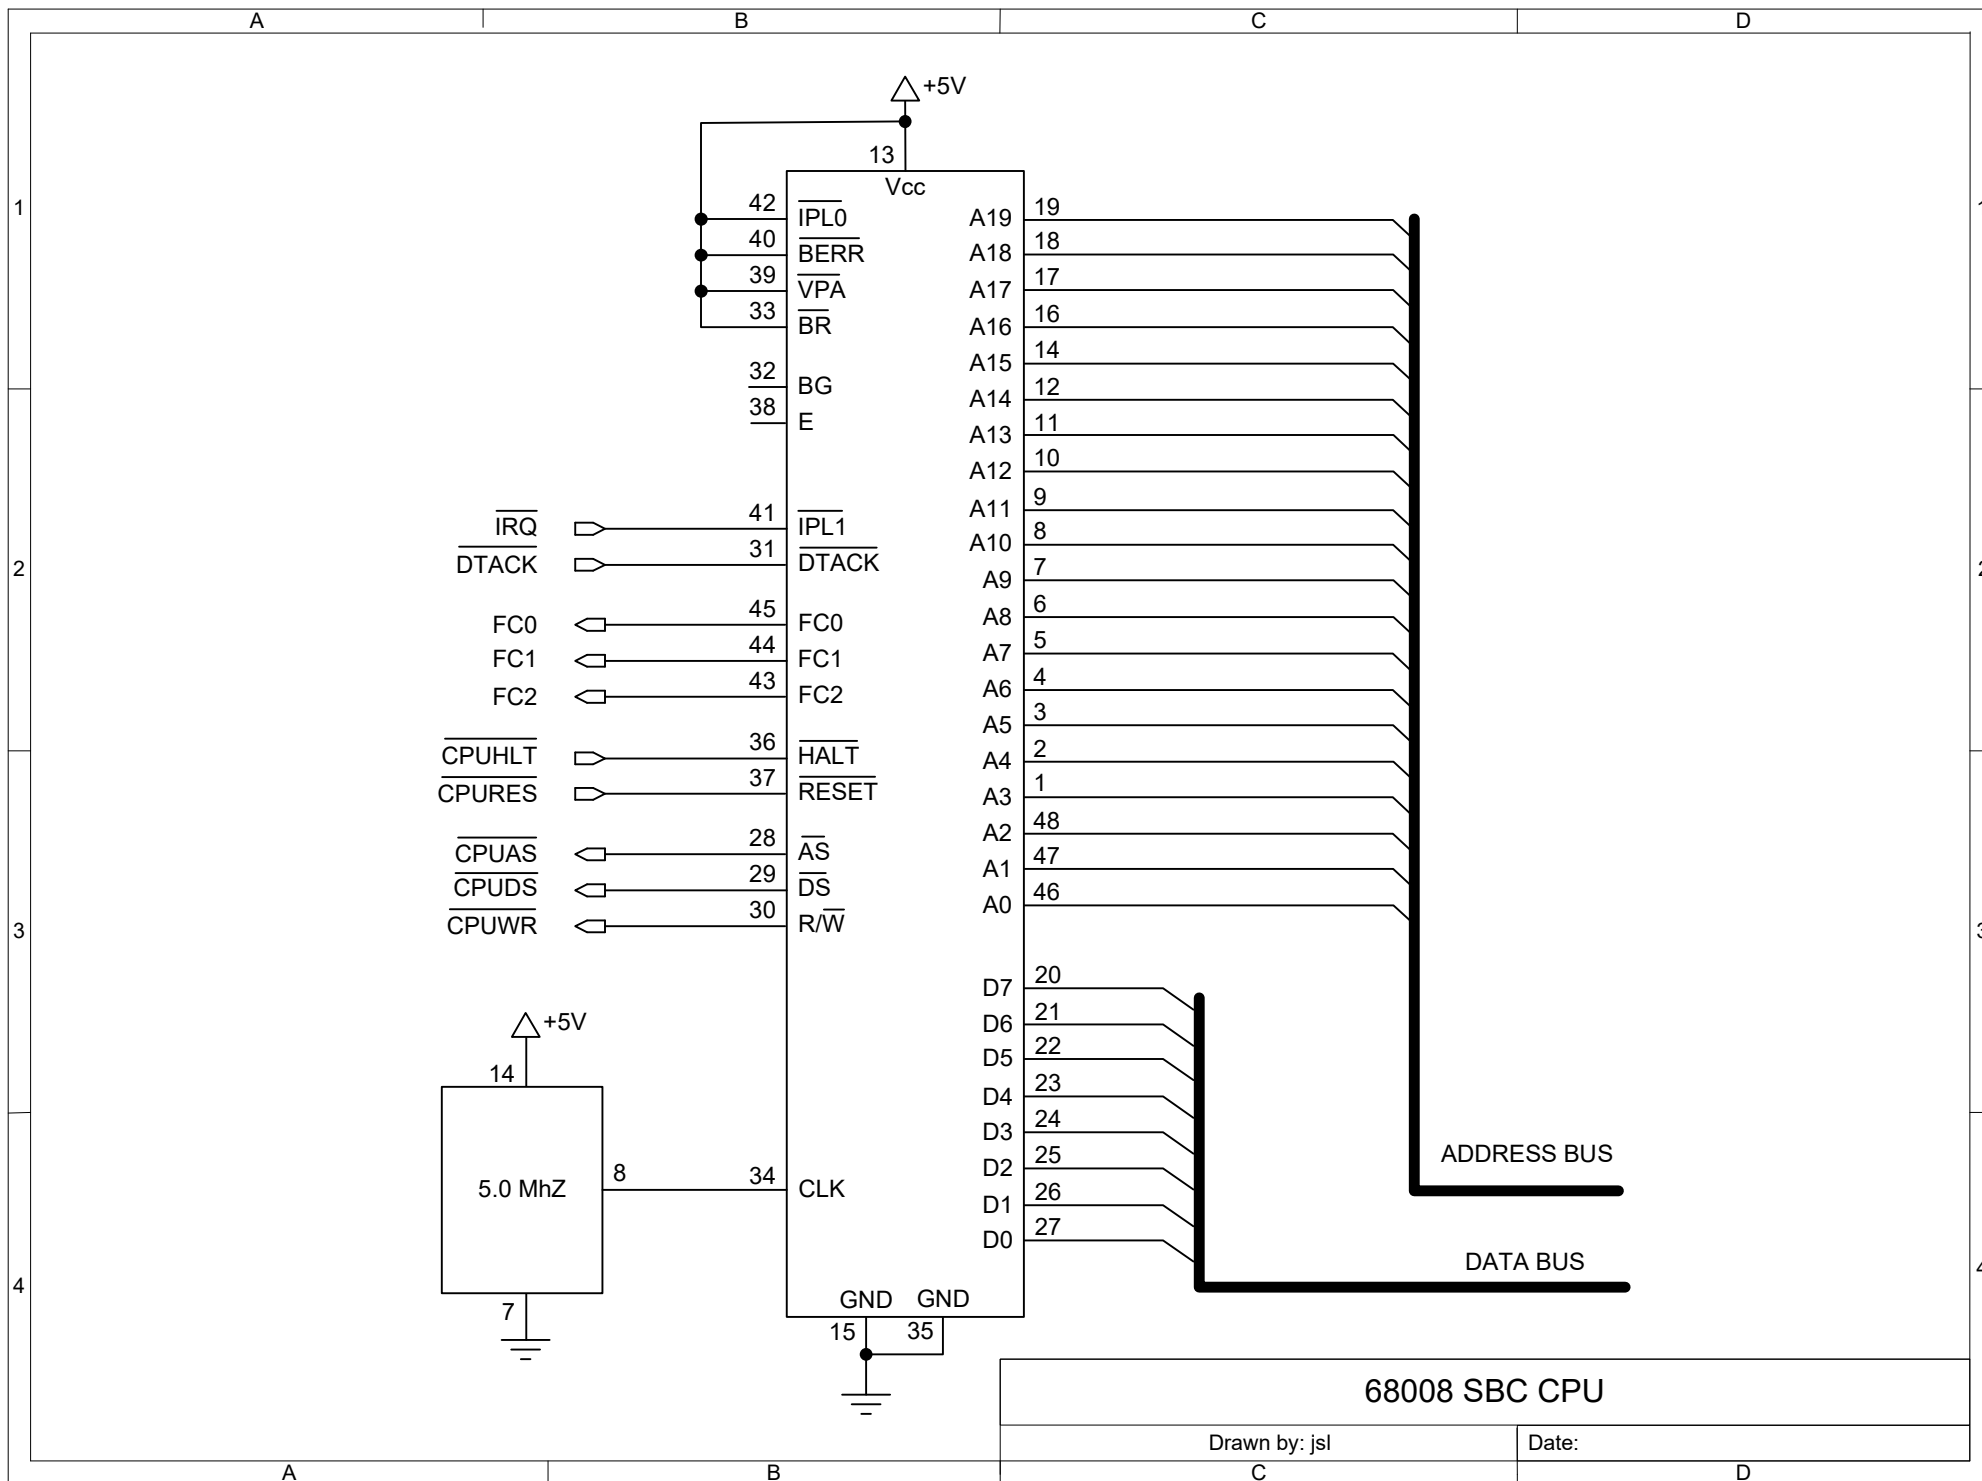 A B C D
+5V
13
Vcc
1
42 IPL0 A19 19
40 BERR A18 18
39 VPA A17 17
33 BR A16 16
A15 14
32 BG A14 12
38 E A13 11
A12 10
IRQ 41 IPL1 A11 9
DTACK 31 DTACK A10 8
2 2
A9 7
FC0 45 FC0 A8 6
FC1 44 FC1 A7 5
FC2 43 FC2 A6 4
A5 3
CPUHLT 36 HALT A4 2
CPURES 37 RESET A3 1
A2 48
CPUAS 28 AS A1 47
CPUDS 29 DS A0 46
CPUWR 30 R/W
3 3
D7 20
+5V D6 21
D5 22
14 D4 23
D3 24
D2 25
ADDRESS BUS
5.0 MhZ 8 34 CLK D1 26
D0 27
DATA BUS
4 4
7 GND GND
15 35
68008 SBC CPU
Drawn by: jsl Date:
A B C D